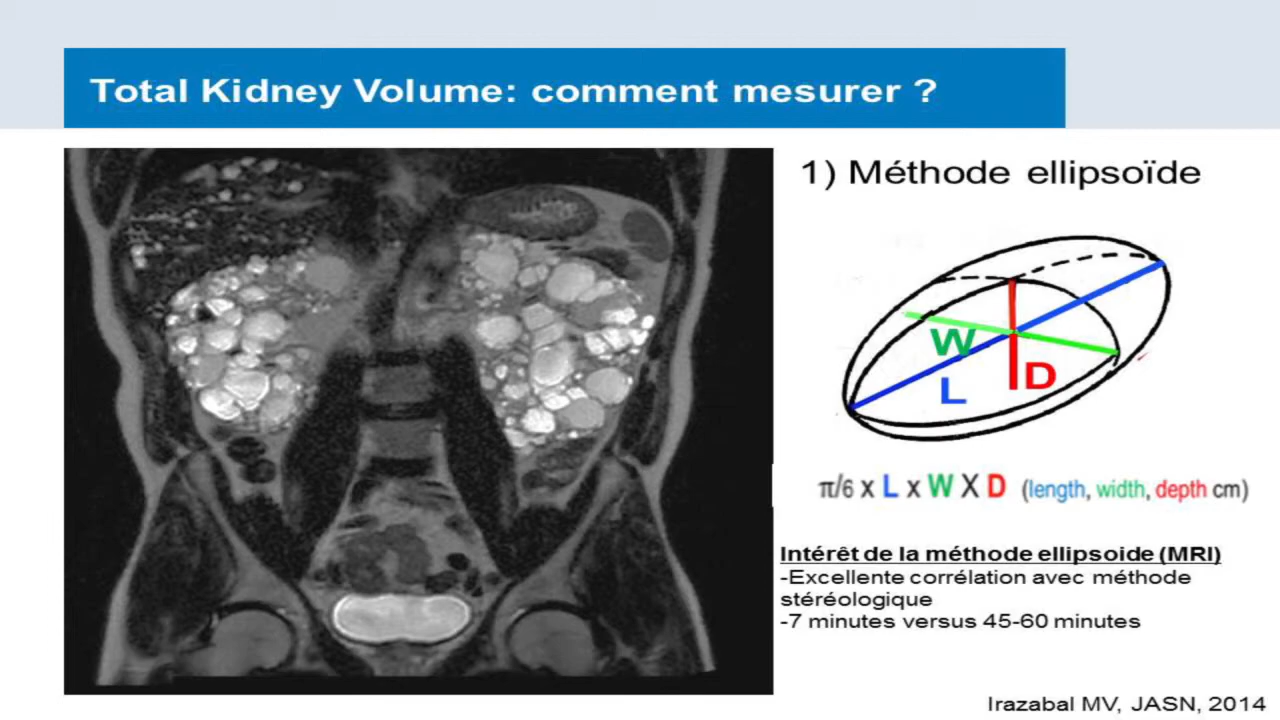 Total Kidney Volume: comment mesurer ?
1) Méthode ellipsoïde
W
D
L
π/6 x L x W X D (length, width, depth cm)
Intérêt de la méthode ellipsoide (MRI)
-Excellente corrélation avec méthode
stéréologique
-7 minutes versus 45-60 minutes
Irazabal MV, JASN, 2014